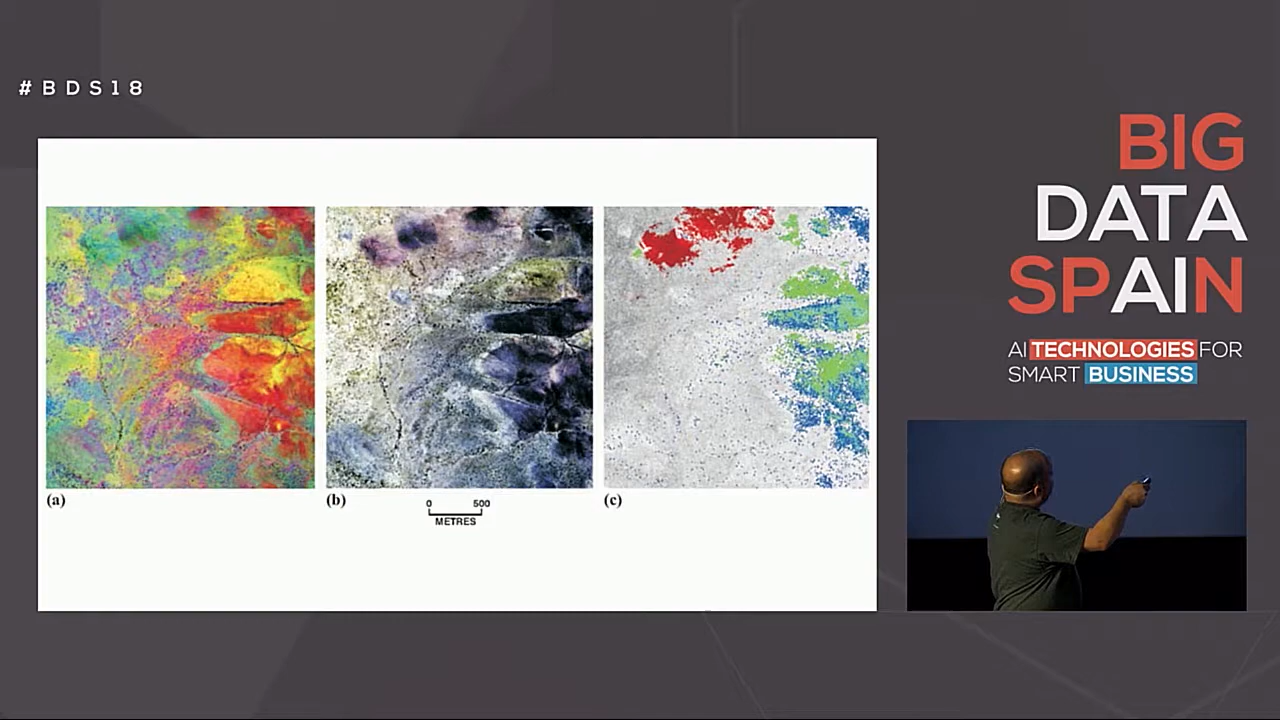 #BDS18
BIG
DATA
SPAIN
AI TECHNOLOGIES FOR
SMART BUSINESS
(a)
(b)
0 500
METRES
(c)